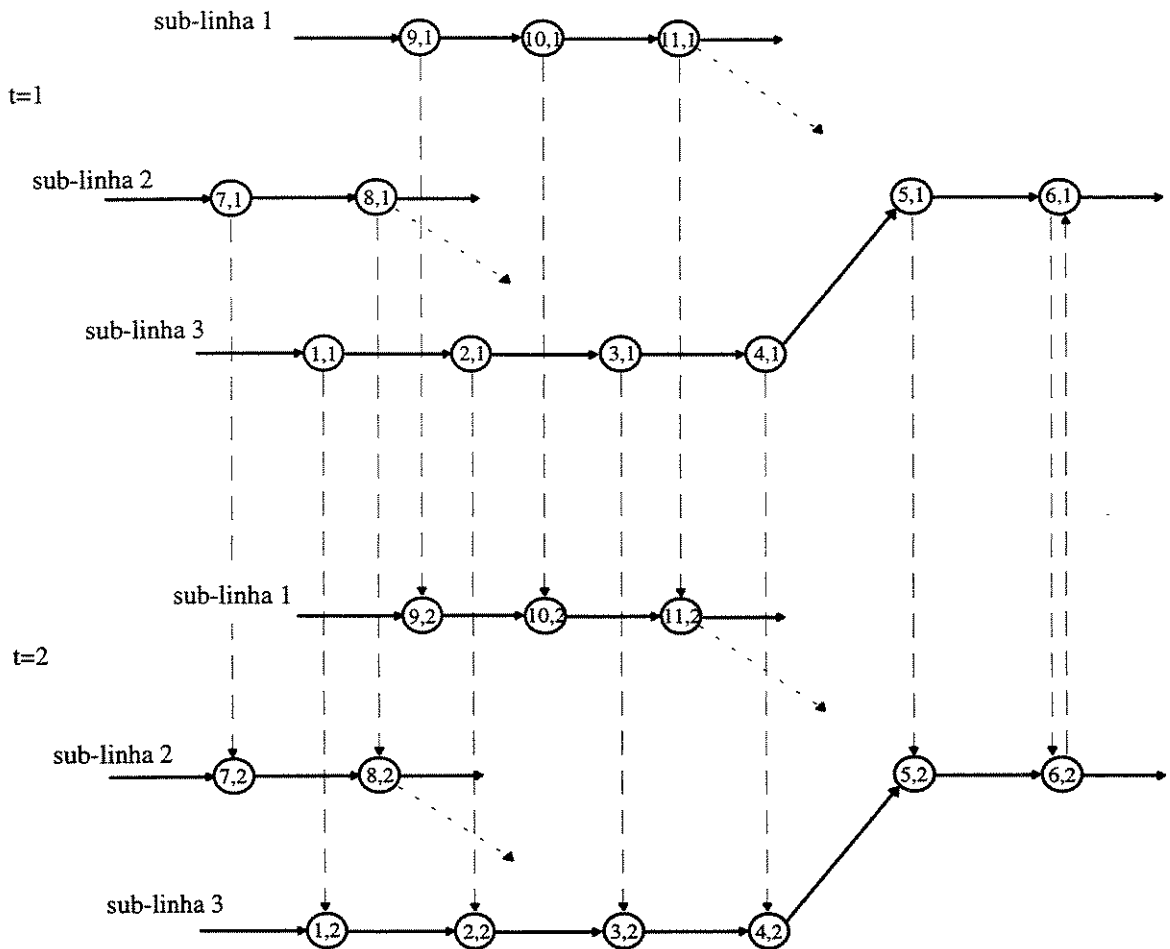 sub-linha 1
9,1 10,1 11,1
t=1
sub-linha 2
7,1 8,1 5,1 6,1
sub-linha 3
1,1 2,1 3,1 4,1
sub-linha 1
9,2 10,2 11,2
t=2
sub-linha 2
7,2 8,2 5,2 6,2
sub-linha 3
1,2 2,2 3,2 4,2